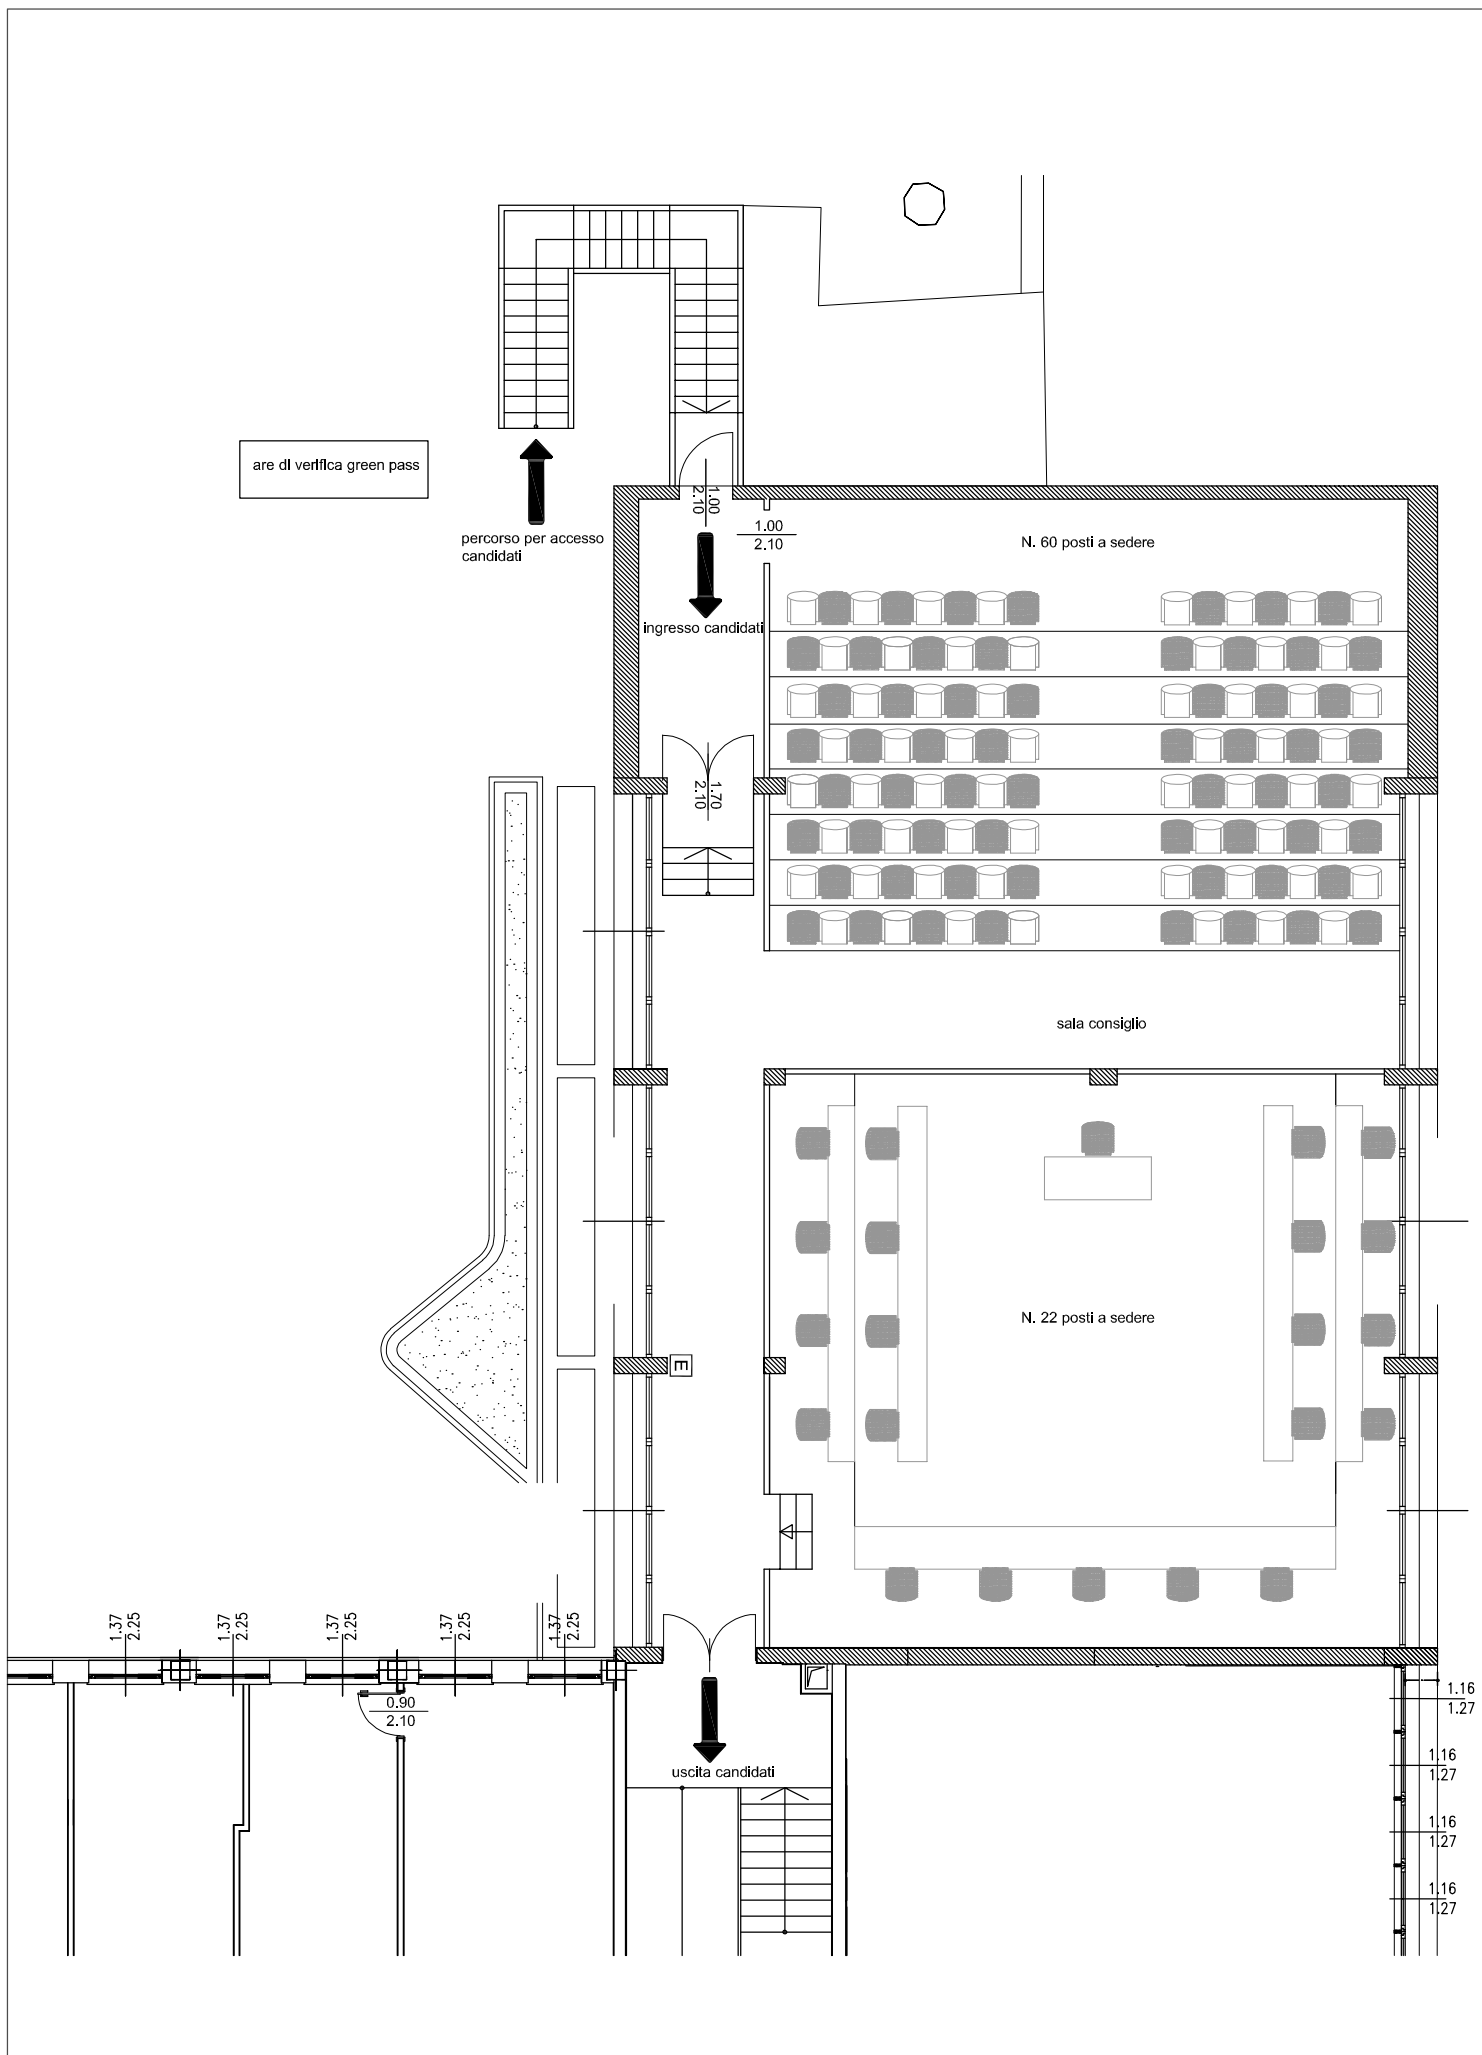 are di verifica green pass
percorso per accesso
candidati
1.00
2.10
1.00
2.10
N. 60 posti a sedere
ingresso candidati
1.70
2.10
sala consiglio
N. 22 posti a sedere
E
1.37
2.25
1.37
2.25
1.37
2.25
1.37
2.25
1.37
2.25
0.90
2.10
uscita candidati
1.16
1.27
1.16
1.27
1.16
1.27
1.16
1.27